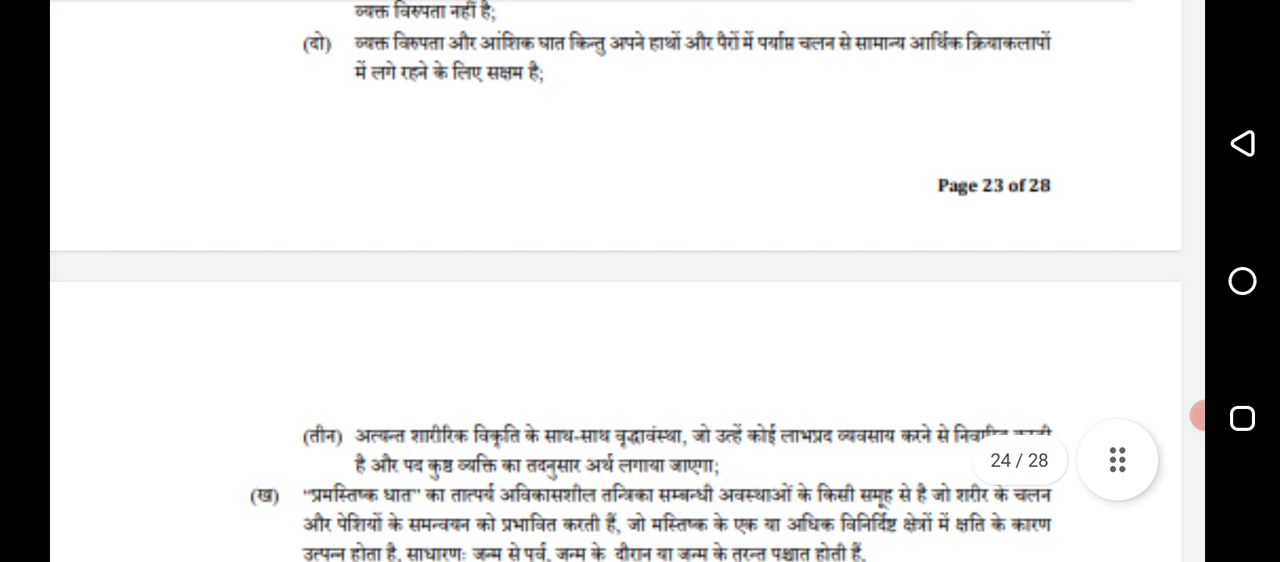 व्यक्त विरुपता नहीं है;
(दो) व्यक्त विरुपता और आंशिक घात किन्तु अपने हाथों और पैरों में पर्याप्त चलन से सामान्य आर्थिक क्रियाकलापों
में लगे रहने के लिए सक्षम है;
Page 23 of 28
(तीन) अत्यन्त शारीरिक विकृति के साथ-साथ वृद्धावंस्था, जो उत्हें कोई लाभप्रद व्यवसाय करने से
24 / 28
है और पद कुष्ठ व्यक्ति का तदनुसार अर्थ लगाया जाएगा;
(ख) "प्रमस्तिष्क घात" का तात्पर्य अविकासशील तन्त्रिका सम्बन्धी अवस्थाओं के किसी समूह से है जो शरीर के चलन
और पेशियों के समन्वयन को प्रभावित करती हैं, जो मस्तिष्क के एक या अधिक विनिर्दिष्ट क्षेत्रों में क्षति के कारण
उत्पन्न होता है, साधारणः जन्म से पूर्व, जन्म के दौरान या जन्म के तुरन्त पश्चात होती हैं,